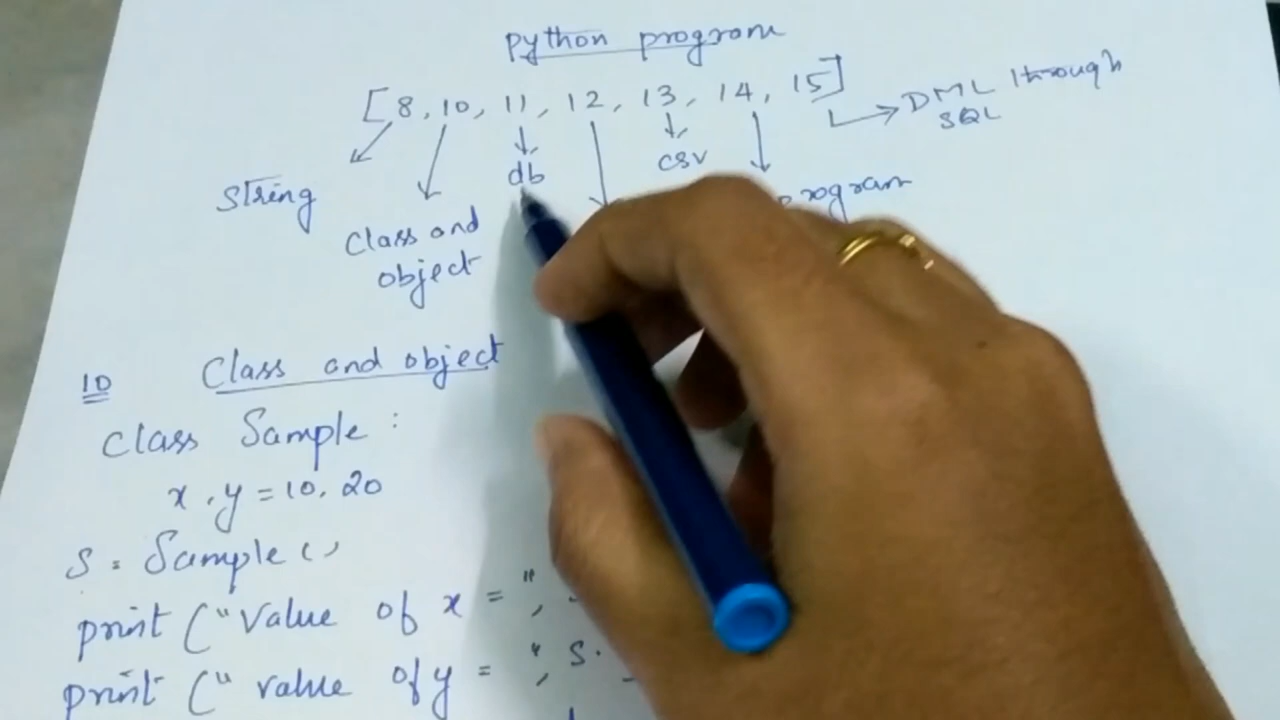 Python program
[8, 10, 11, 12, 13, 14, 15]
DML through
SQL
String
db
csv
Class and
object
10 Class and object
class Sample:
x, y = 10, 20
s = Sample()
print ("Value of x = ",
print (" value of y = ", s.